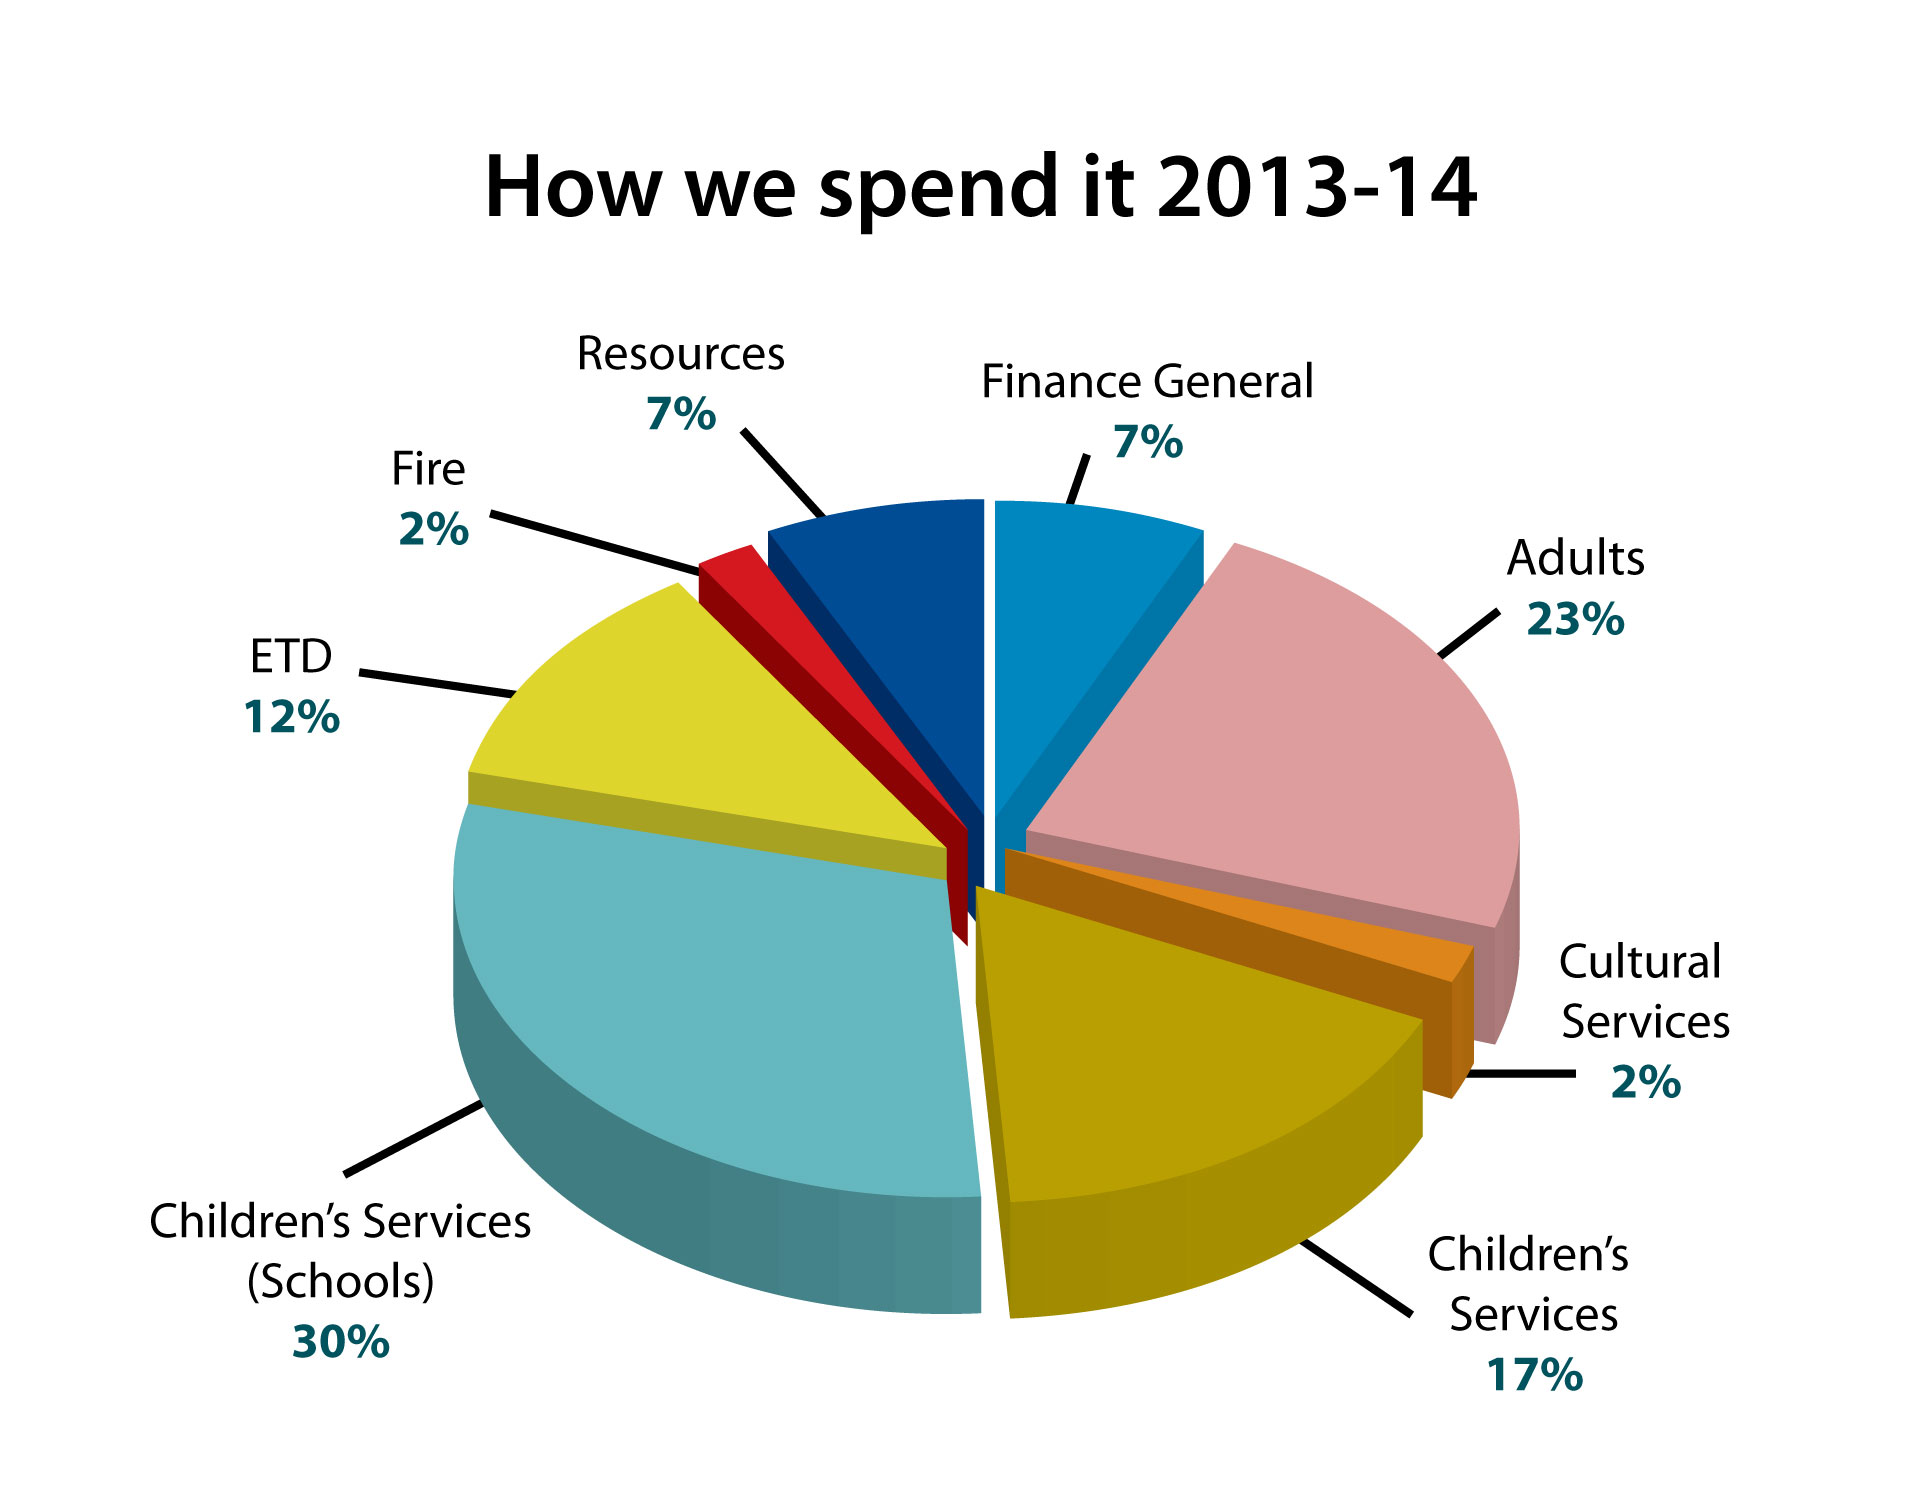 How we spend it 2013-14
Resources
7%
Finance General
7%
Fire
2%
Adults
23%
ETD
12%
Cultural
Services
2%
Children’s Services
(Schools)
30%
Children’s
Services
17%